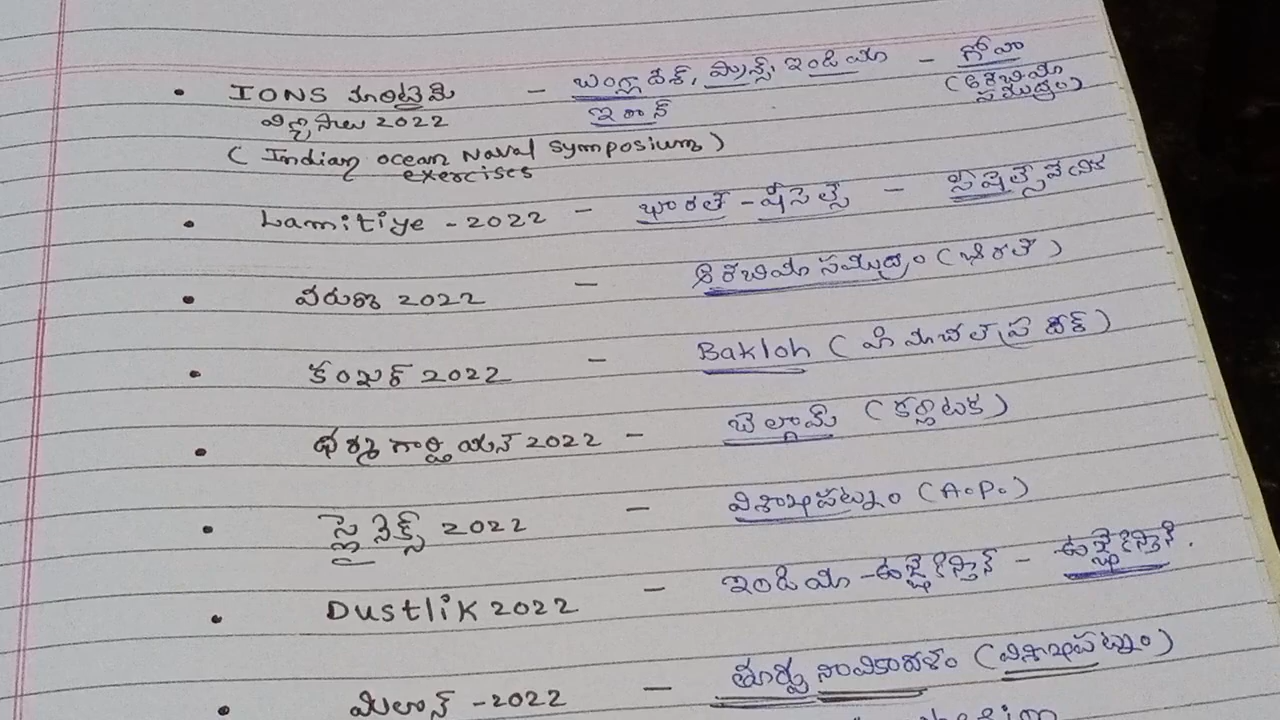 • IONS మారిటైమ్ - బంగ్లాదేశ్, ఫ్రాన్స్, ఇండియా - గోవా
విన్యాసాలు 2022 ఇరాన్ (అరేబియా సముద్రం)
( Indian ocean Naval symposium )
exercises
• Lamitiye - 2022 - భారత్ - షీసెల్స్ - సీషెల్స్ వేదిక
• వరుణ 2022 - అరేబియా సముద్రం (భారత్)
• కంజర్ 2022 - Bakloh (హిమాచల్ ప్రదేశ్)
• ధర్మ గార్డియన్ 2022 - బెల్గామ్ (కర్ణాటక)
• స్లైనెక్స్ 2022 - విశాఖపట్నం (A.P.)
• Dustlik 2022 - ఇండియా - ఉజ్బెకిస్తాన్ - ఉజ్బెకిస్తాన్.
• మిలాన్ - 2022 - తూర్పు నావికాదళం (విశాఖపట్నం)